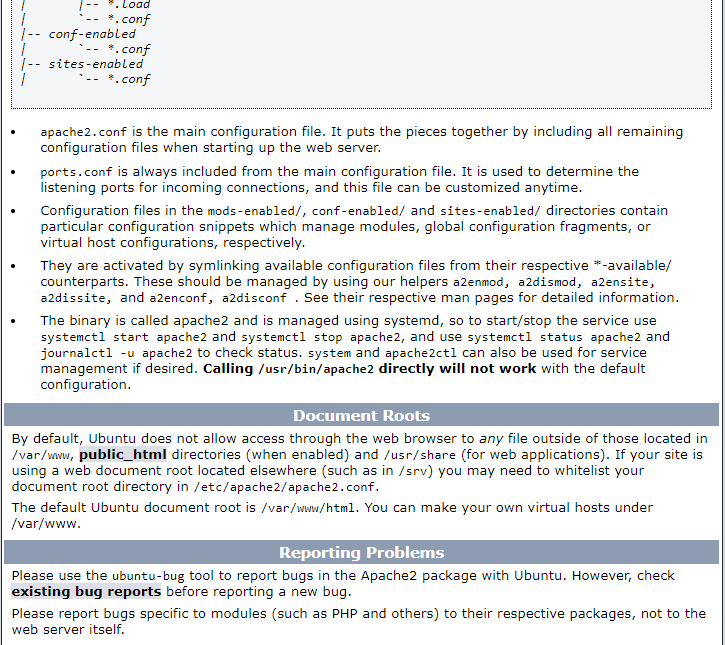 |       |-- *.load
|       `-- *.conf
|-- conf-enabled
|       `-- *.conf
|-- sites-enabled
|       `-- *.conf
• apache2.conf is the main configuration file. It puts the pieces together by including all remaining
configuration files when starting up the web server.
• ports.conf is always included from the main configuration file. It is used to determine the
listening ports for incoming connections, and this file can be customized anytime.
• Configuration files in the mods-enabled/, conf-enabled/ and sites-enabled/ directories contain
particular configuration snippets which manage modules, global configuration fragments, or
virtual host configurations, respectively.
• They are activated by symlinking available configuration files from their respective *-available/
counterparts. These should be managed by using our helpers a2enmod, a2dismod, a2ensite,
a2dissite, and a2enconf, a2disconf . See their respective man pages for detailed information.
• The binary is called apache2 and is managed using systemd, so to start/stop the service use
systemctl start apache2 and systemctl stop apache2, and use systemctl status apache2 and
journalctl -u apache2 to check status. system and apache2ctl can also be used for service
management if desired. Calling /usr/bin/apache2 directly will not work with the default
configuration.
Document Roots
By default, Ubuntu does not allow access through the web browser to any file outside of those located in
/var/www, public_html directories (when enabled) and /usr/share (for web applications). If your site is
using a web document root located elsewhere (such as in /srv) you may need to whitelist your
document root directory in /etc/apache2/apache2.conf.
The default Ubuntu document root is /var/www/html. You can make your own virtual hosts under
/var/www.
Reporting Problems
Please use the ubuntu-bug tool to report bugs in the Apache2 package with Ubuntu. However, check
existing bug reports before reporting a new bug.
Please report bugs specific to modules (such as PHP and others) to their respective packages, not to the
web server itself.